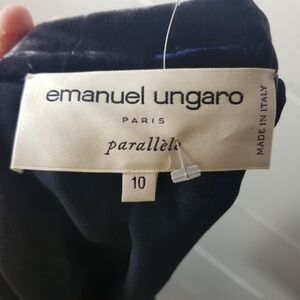 emanuel ungaro
PARIS
parallèle
MADE IN ITALY
10